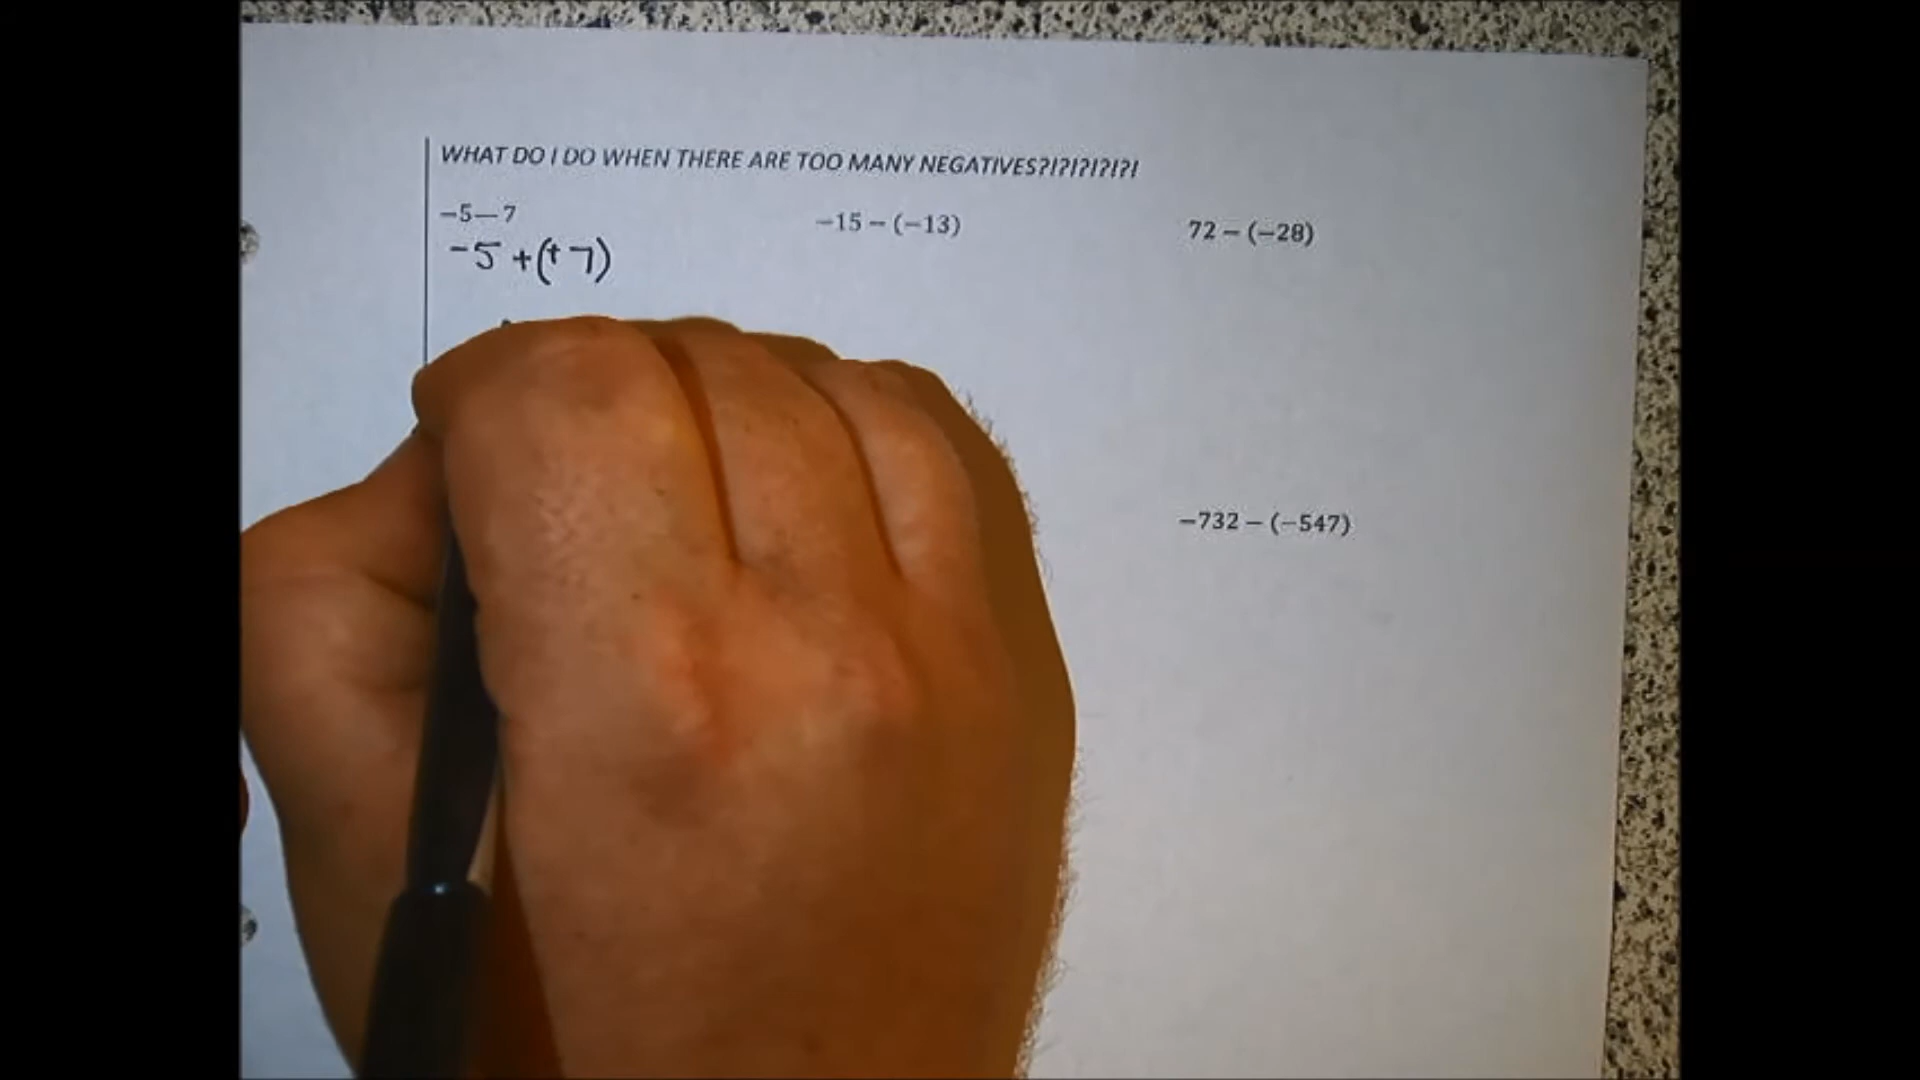 WHAT DO I DO WHEN THERE ARE TOO MANY NEGATIVES?!?!?!?!?!
−5—7
−15 − (−13)
72 − (−28)
-5 +(+7)
−732 − (−547)